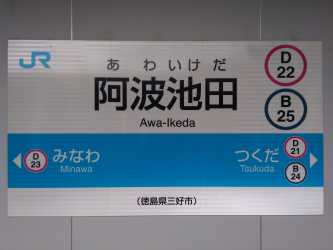 JR
あわいけだ
阿波池田
Awa-Ikeda
D
22
B
25
D
23
みなわ
Minawa
つくだ
Tsukuda
D
21
B
24
(徳島県三好市)